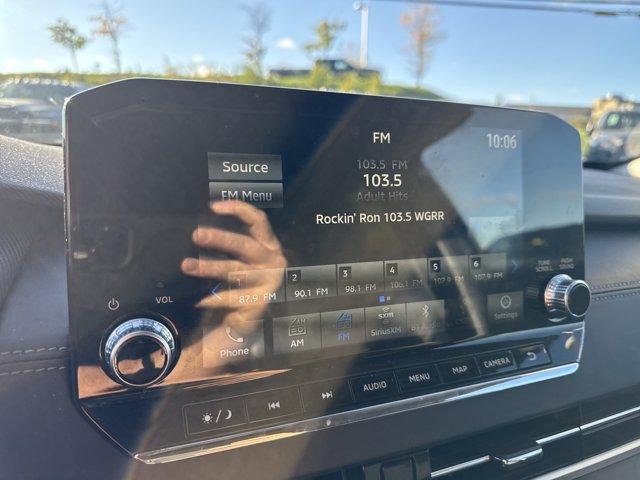 FM
10:06
Source
103.5 FM
103.5
FM Menu
Adult Hits
Rockin' Ron 103.5 WGRR
1 2 3 4 5 6
87.9 FM 90.1 FM 98.1 FM 106.1 FM 107.9 FM 107.9 FM
TUNE
SCROLL
PUSH
SOUND
VOL
Phone
AM
FM
SXM
SiriusXM
Settings
AUDIO
MENU
MAP
CAMERA